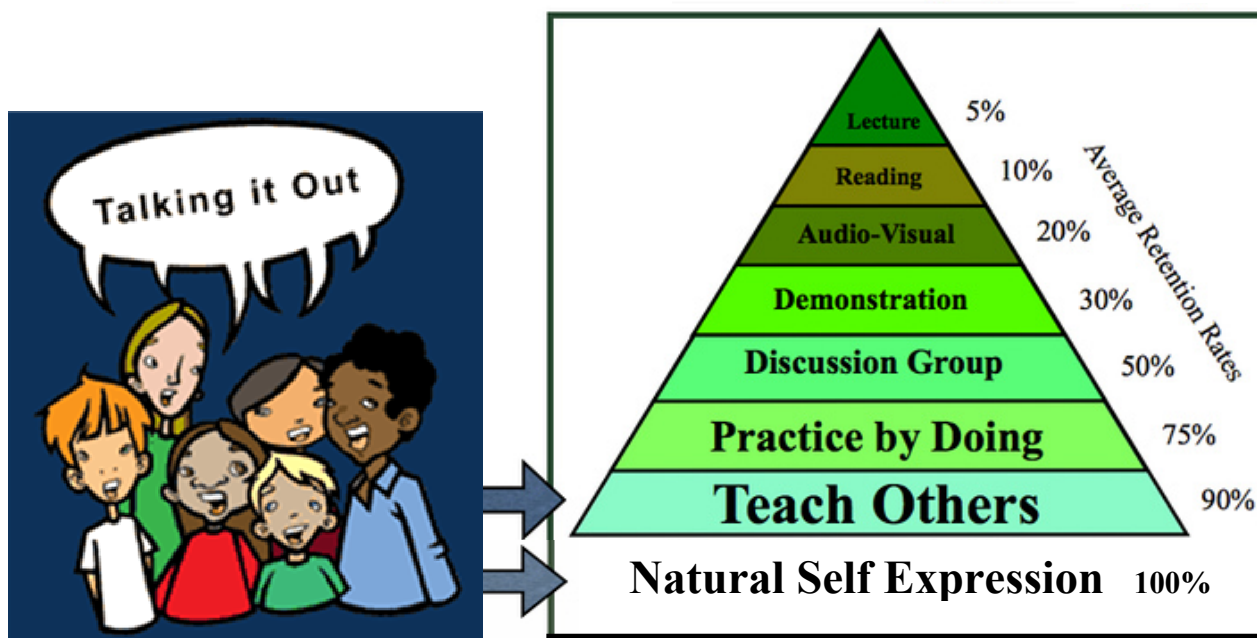 Talking it Out
Lecture 5%
Reading 10%
Audio-Visual 20%
Demonstration 30%
Discussion Group 50%
Practice by Doing 75%
Teach Others 90%
Average Retention Rates
Natural Self Expression 100%